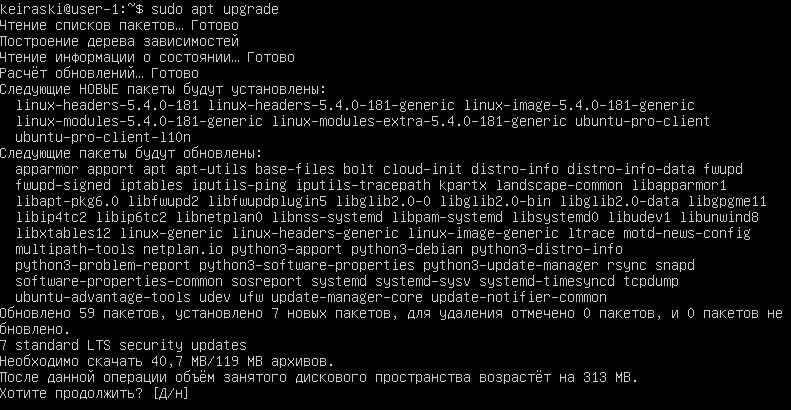 keiraski@user-1:~$ sudo apt upgrade
Чтение списков пакетов… Готово
Построение дерева зависимостей
Чтение информации о состоянии… Готово
Расчёт обновлений… Готово
Следующие НОВЫЕ пакеты будут установлены:
linux-headers-5.4.0-181 linux-headers-5.4.0-181-generic linux-image-5.4.0-181-generic
linux-modules-5.4.0-181-generic linux-modules-extra-5.4.0-181-generic ubuntu-pro-client
ubuntu-pro-client-l10n
Следующие пакеты будут обновлены:
apparmor apport apt apt-utils base-files bolt cloud-init distro-info distro-info-data fwupd
fwupd-signed iptables iputils-ping iputils-tracepath kpartx landscape-common libapparmor1
libapt-pkg6.0 libfwupd2 libfwupdplugin5 libglib2.0-0 libglib2.0-bin libglib2.0-data libgpgme11
libip4tc2 libip6tc2 libnetplan0 libnss-systemd libpam-systemd libsystemd0 libudev1 libunwind8
libxtables12 linux-generic linux-headers-generic linux-image-generic ltrace motd-news-config
multipath-tools netplan.io python3-apport python3-debian python3-distro-info
python3-problem-report python3-software-properties python3-update-manager rsync snapd
software-properties-common sosreport systemd systemd-sysv systemd-timesyncd tcpdump
ubuntu-advantage-tools udev ufw update-manager-core update-notifier-common
Обновлено 59 пакетов, установлено 7 новых пакетов, для удаления отмечено 0 пакетов, и 0 пакетов не
бновлено.
7 standard LTS security updates
Необходимо скачать 40,7 MB/119 MB архивов.
После данной операции объём занятого дискового пространства возрастёт на 313 MB.
Хотите продолжить? [Д/н]